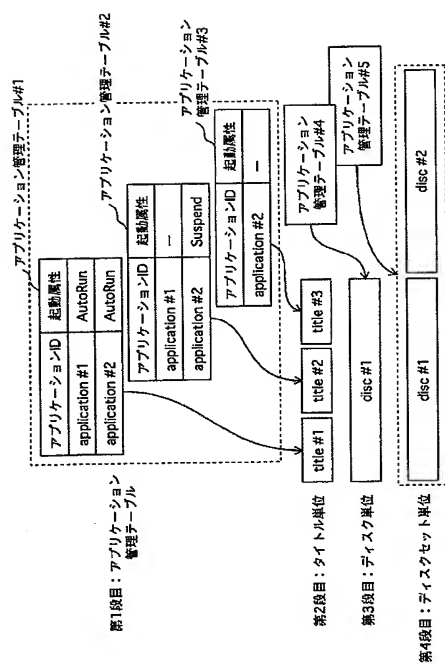 アプリケーション管理テーブル#1
アプリケーションID 起動属性
application #1 AutoRun
application #2 AutoRun
アプリケーション管理テーブル#2
アプリケーションID 起動属性
application #1 —
application #2 Suspend
アプリケーション
管理テーブル#3
アプリケーションID 起動属性
application #2 —
第1段目：アプリケーション
管理テーブル
第2段目：タイトル単位
title #1 title #2 title #3
アプリケーション
管理テーブル#4
第3段目：ディスク単位
disc #1
アプリケーション
管理テーブル#5
第4段目：ディスクセット単位
disc #1 disc #2